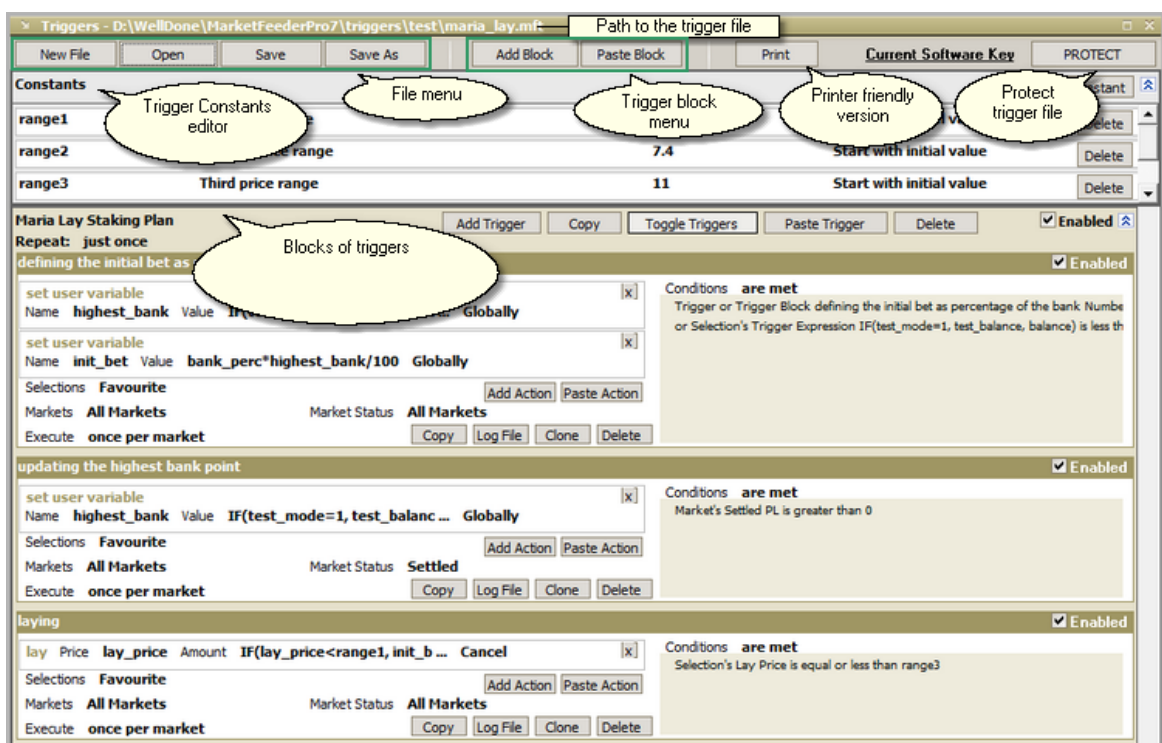 Triggers - D:\WellDone\MarketFeederPro7\triggers\test\maria_lay.mft
Path to the trigger file
New File Open Save Save As Add Block Paste Block Print Current Software Key PROTECT
Constants
Trigger Constants editor
File menu
Trigger block menu
Printer friendly version
Protect trigger file
range1 Delete
range2 range 7.4 Start with initial value Delete
range3 Third price range 11 Start with initial value Delete
Maria Lay Staking Plan Add Trigger Copy Toggle Triggers Paste Trigger Delete Enabled
Repeat: just once
Blocks of triggers
defining the initial bet as Enabled
set user variable [x] Conditions are met
Name highest_bank Value Globally Trigger or Trigger Block defining the initial bet as percentage of the bank Numbe
or Selection's Trigger Expression IF(test_mode=1, test_balance, balance) is less th
set user variable [x]
Name init_bet Value bank_perc*highest_bank/100 Globally
Selections Favourite Add Action Paste Action
Markets All Markets Market Status All Markets
Execute once per market Copy Log File Clone Delete
updating the highest bank point Enabled
set user variable [x] Conditions are met
Name highest_bank Value IF(test_mode=1, test_balanc ... Globally Market's Settled PL is greater than 0
Selections Favourite Add Action Paste Action
Markets All Markets Market Status Settled
Execute once per market Copy Log File Clone Delete
laying Enabled
lay Price lay_price Amount IF(lay_price<range1, init_b ... Cancel [x] Conditions are met
Selection's Lay Price is equal or less than range3
Selections Favourite Add Action Paste Action
Markets All Markets Market Status All Markets
Execute once per market Copy Log File Clone Delete